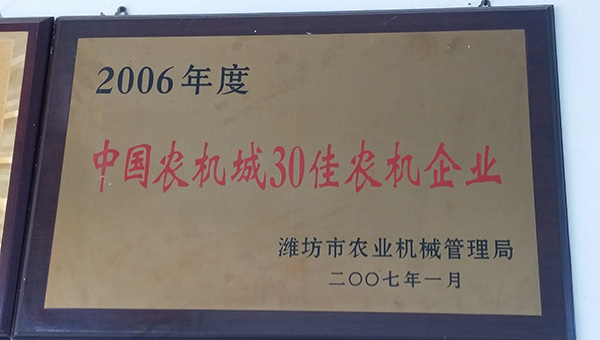 2006年度
中国农机城30佳农机企业
潍坊市农业机械管理局
二〇〇七年一月